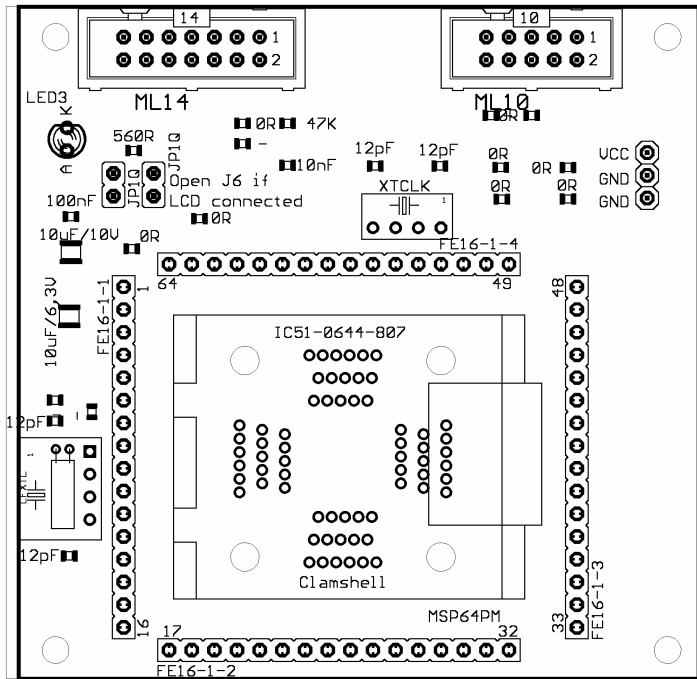 14
1
2
10
1
2
ML14
ML10
LED3
K
A
560R
0R
47K
-
10nF
JP1Q
JP1Q
Open J6 if
LCD connected
0R
100nF
10uF/10V
0R
10uF/6,3V
12pF
12pF
XTCLK
1
0R
0R
0R
0R
0R
VCC
GND
GND
FE16-1-4
64
49
FE16-1-1
1
48
IC51-0644-807
12pF
-
1
12pF
Clamshell
MSP64PM
16
17
32
33
FE16-1-3
FE16-1-2